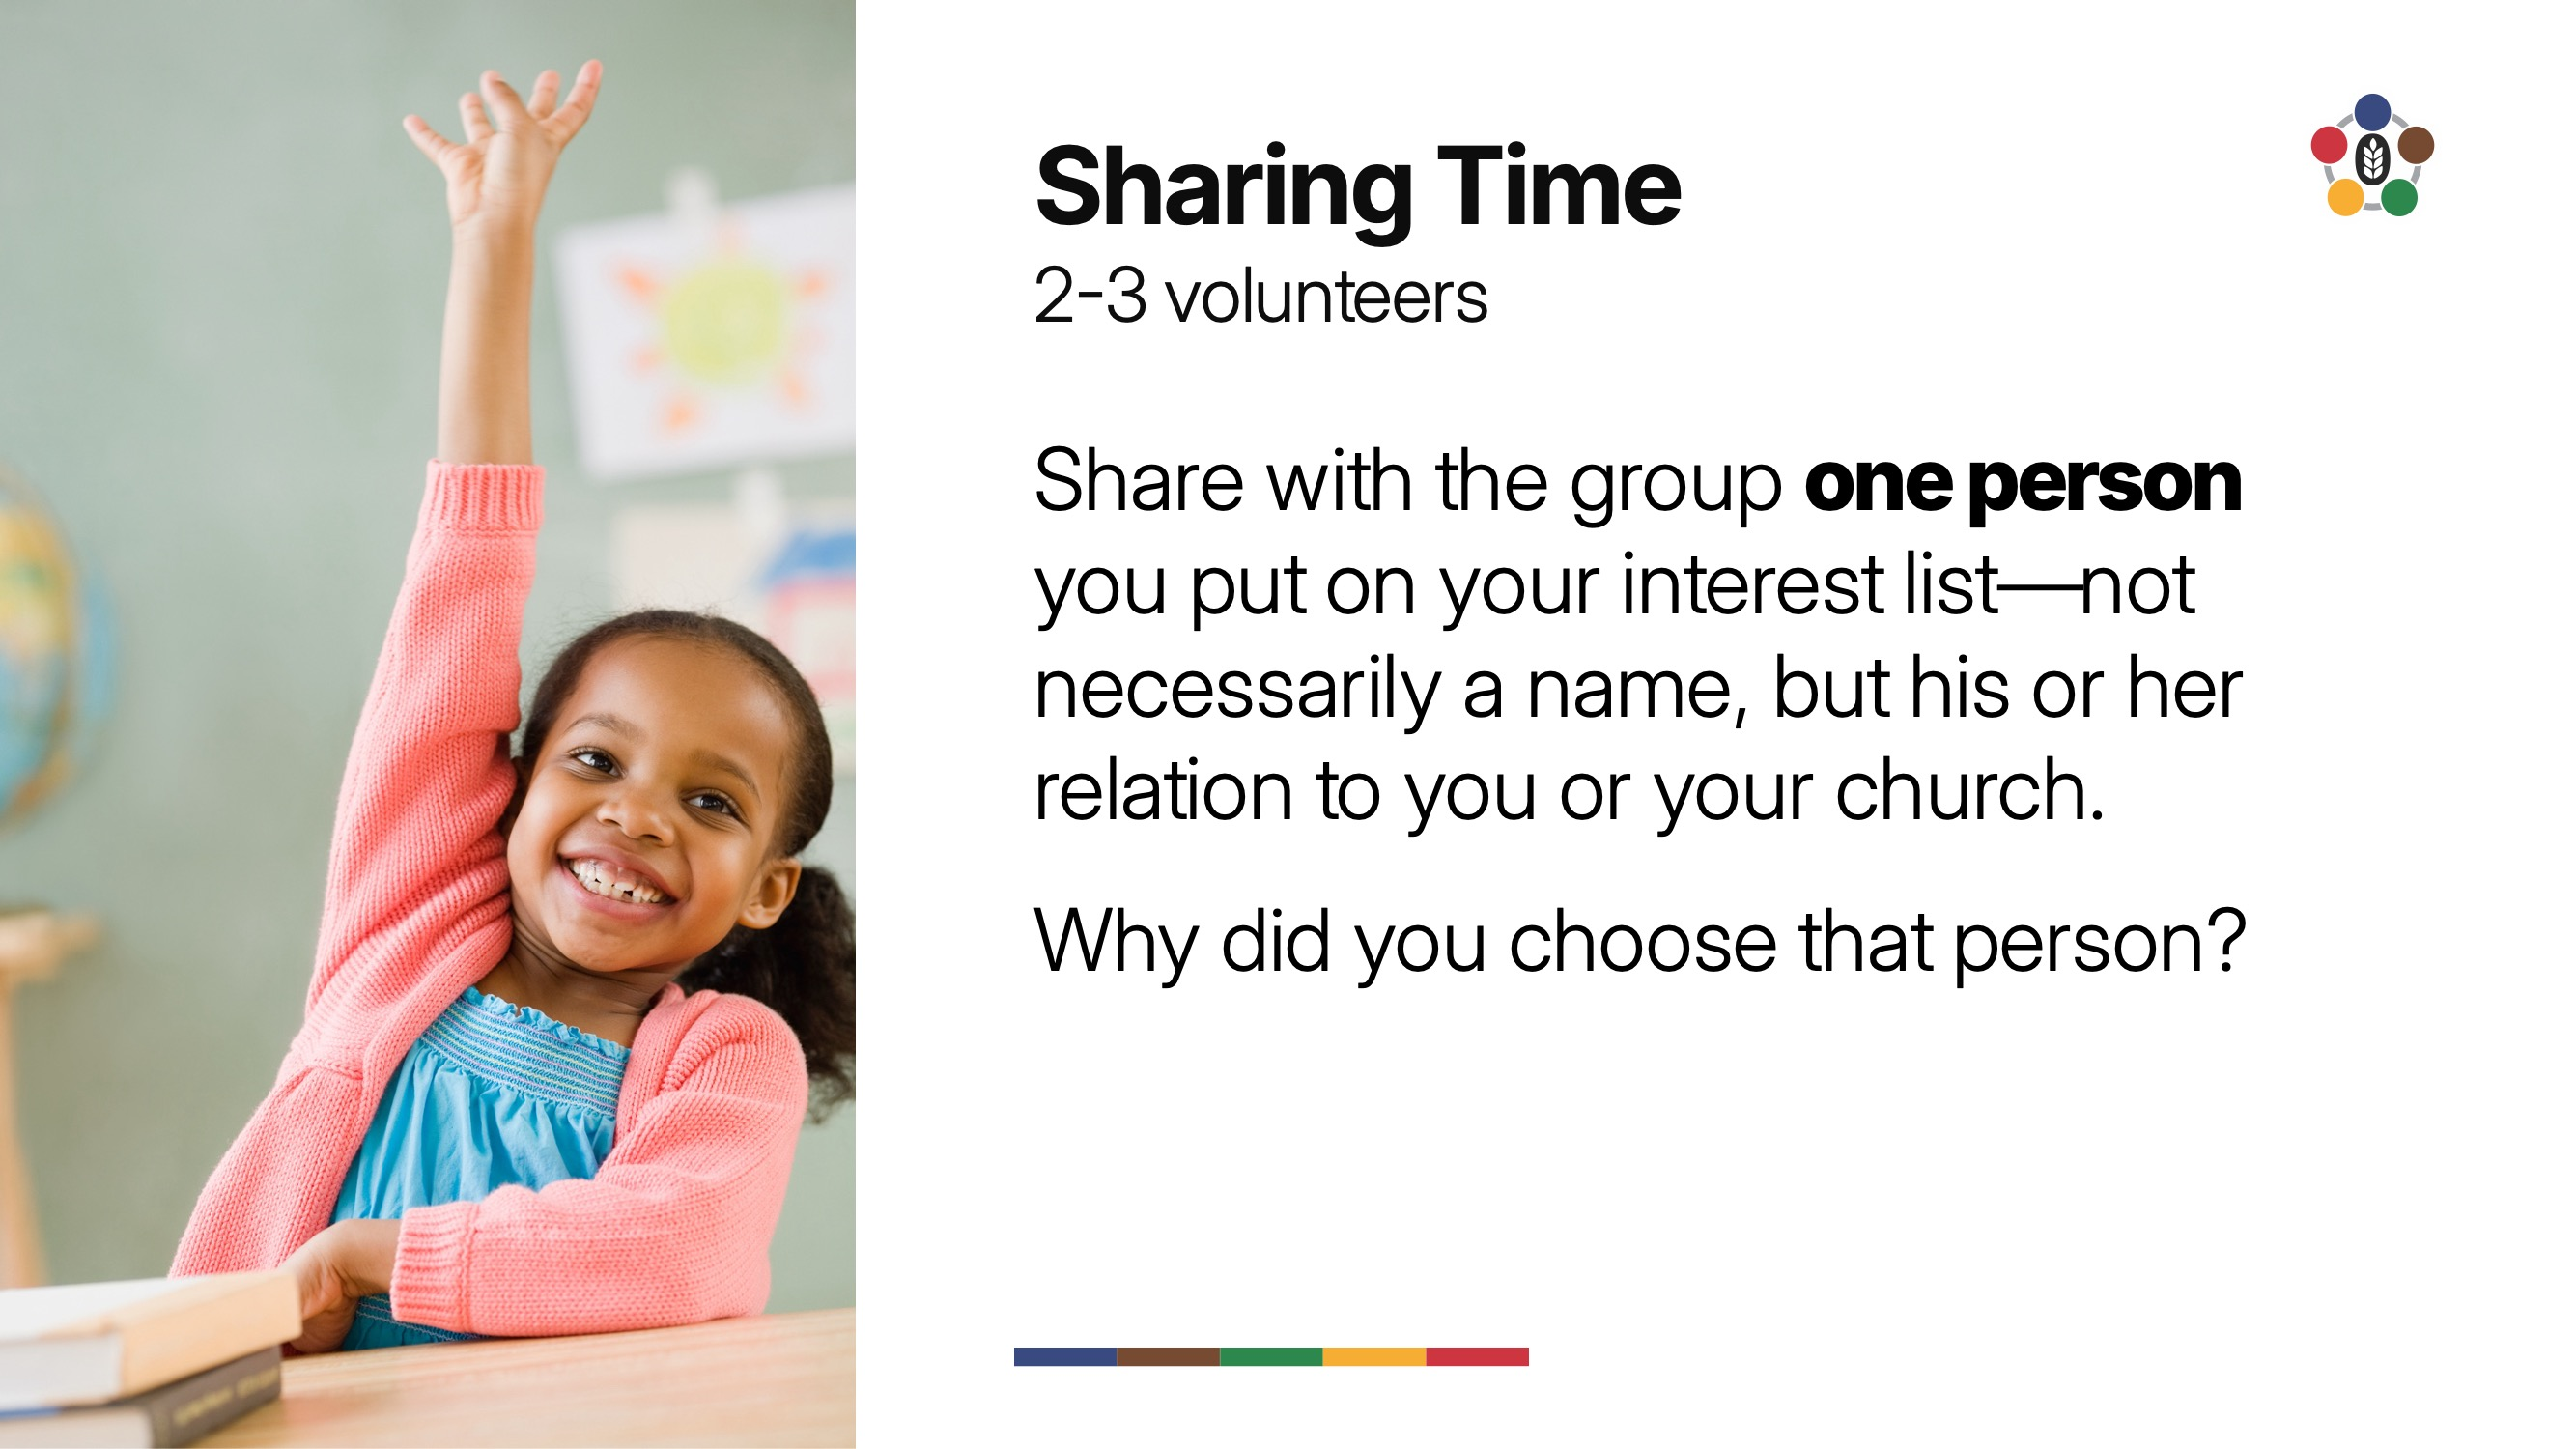 Sharing Time
2-3 volunteers
Share with the group one person
you put on your interest list—not
necessarily a name, but his or her
relation to you or your church.
Why did you choose that person?